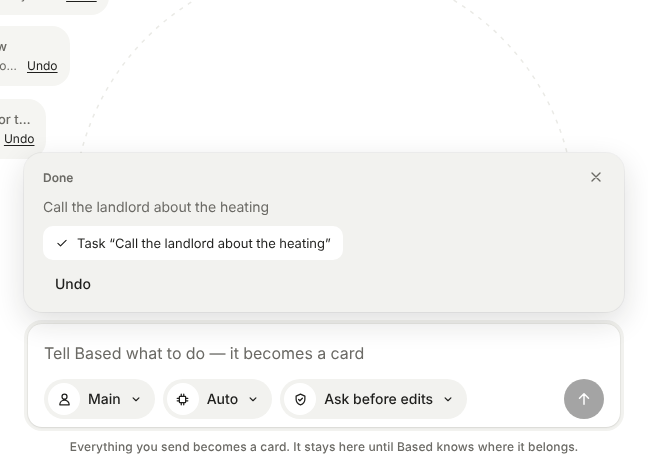 w
o... Undo
or t...
Undo
Done
Call the landlord about the heating
Task “Call the landlord about the heating”
Undo
Tell Based what to do — it becomes a card
Main
Auto
Ask before edits
Everything you send becomes a card. It stays here until Based knows where it belongs.